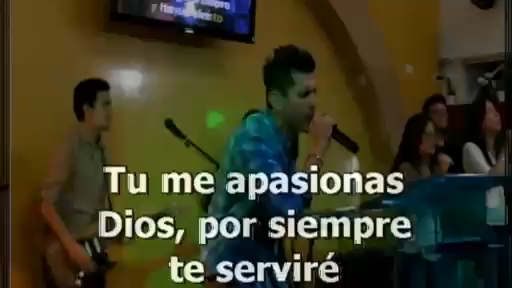 Tu me apasionas
Dios, por siempre
te serviré